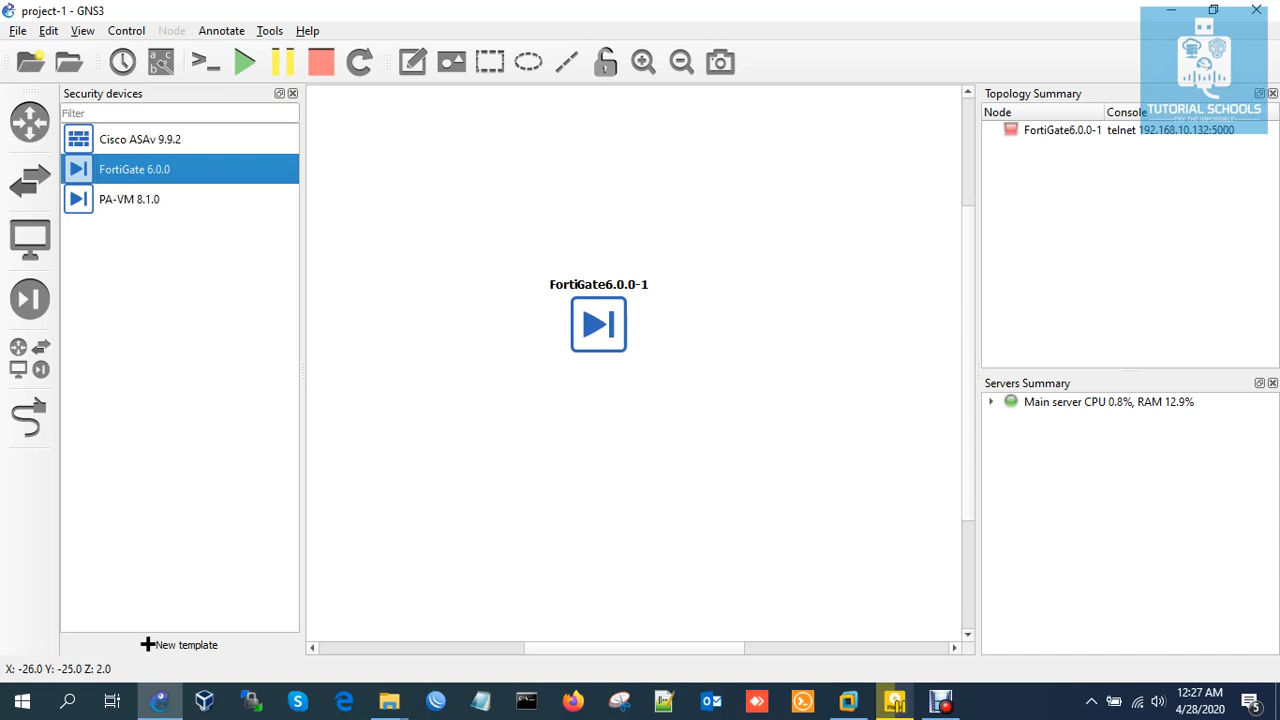 project-1 - GNS3
File Edit View Control Node Annotate Tools Help
TUTORIAL SCHOOLS
Security devices
Filter
Cisco ASAv 9.9.2
FortiGate 6.0.0
PA-VM 8.1.0
New template
FortiGate6.0.0-1
Topology Summary
Node Console
FortiGate6.0.0-1 telnet 192.168.10.132:5000
Servers Summary
Main server CPU 0.8%, RAM 12.9%
X: -26.0 Y: -25.0 Z: 2.0
12:27 AM
4/28/2020
5